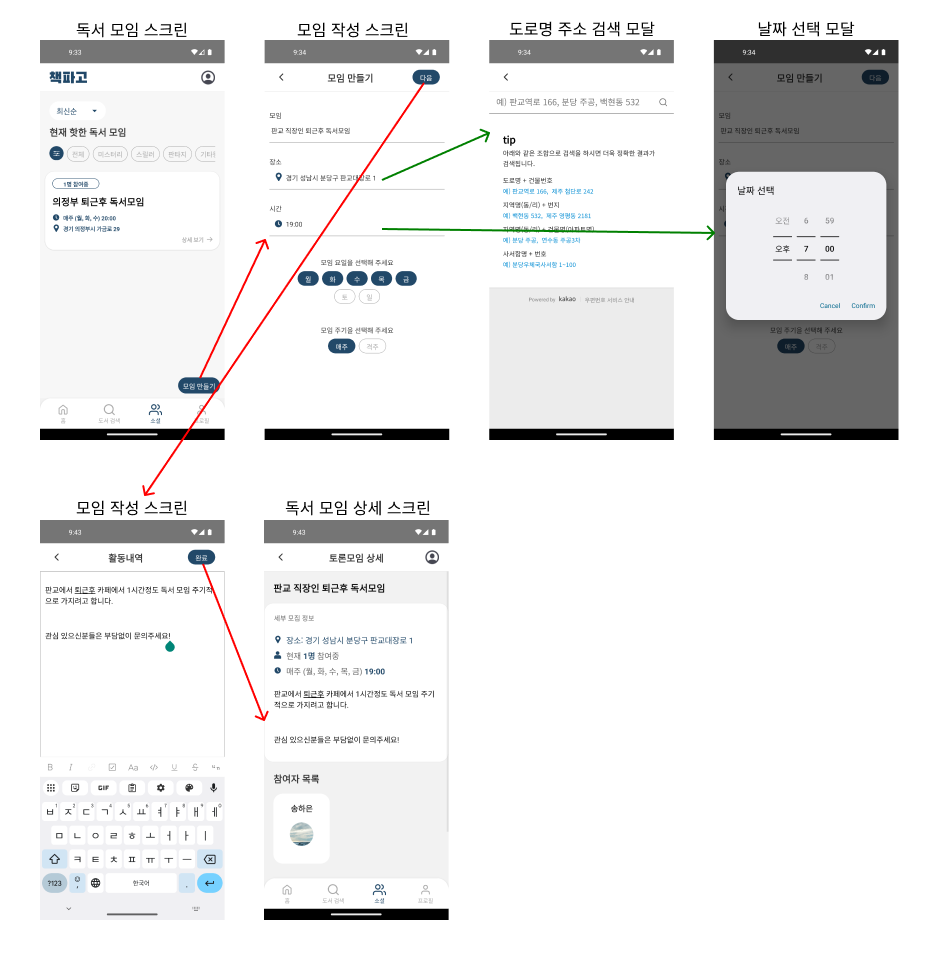 독서 모임 스크린
9:33
책파고
최신순
현재 핫한 독서 모임
전체
미스터리
스릴러
판타지
1명 참여중
의정부 퇴근후 독서모임
매주 (월, 화, 수) 20:00
경기 의정부시 가금로 29
상세 보기
모임 만들기
홈
도서 검색
소셜
프로필
모임 작성 스크린
9:34
모임 만들기
다음
모임
판교 직장인 퇴근후 독서모임
장소
경기 성남시 분당구 판교대장로 1
시간
19:00
모임 요일을 선택해 주세요
월
화
수
목
금
토
일
모임 주기을 선택해 주세요
매주
격주
도로명 주소 검색 모달
9:34
예) 판교역로 166, 분당 주공, 백현동 532
tip
아래와 같은 조합으로 검색을 하시면 더욱 정확한 결과가
검색됩니다.
도로명 + 건물번호
예) 판교역로 166, 제주 첨단로 242
지역명(동/리) + 번지
예) 백현동 532, 제주 영평동 2181
지역명(동/리) + 건물명(아파트명)
예) 분당 주공, 연수동 주공3차
사서함명 + 번호
예) 분당우체국사서함 1~100
Powered by kakao 우편번호 서비스 안내
날짜 선택 모달
9:34
모임 만들기
다음
모임
판교 직장인 퇴근후 독서모임
장소
날짜 선택
오전 6 59
오후 7 00
8 01
Cancel Confirm
모임 주기을 선택해 주세요
매주
격주
모임 작성 스크린
9:43
활동내역
완료
판교에서 퇴근후 카페에서 1시간정도 독서 모임 주기적
으로 가지려고 합니다.
관심 있으신분들은 부담없이 문의주세요!
B I Aa </> U S
GIF
ㅂ1 ㅈ2 ㄷ3 ㄱ4 ㅅ5 ㅛ6 ㅕ7 ㅑ8 ㅐ9 ㅔ0
ㅁ ㄴ ㅇ ㄹ ㅎ ㅗ ㅓ ㅏ ㅣ
ㅋ ㅌ ㅊ ㅍ ㅠ ㅜ ㅡ
?123 , 한국어 .
독서 모임 상세 스크린
9:43
토론모임 상세
판교 직장인 퇴근후 독서모임
세부 모집 정보
장소: 경기 성남시 분당구 판교대장로 1
현재 1명 참여중
매주 (월, 화, 수, 목, 금) 19:00
판교에서 퇴근후 카페에서 1시간정도 독서 모임 주기
적으로 가지려고 합니다.
관심 있으신분들은 부담없이 문의주세요!
참여자 목록
송하은
홈
도서 검색
소셜
프로필